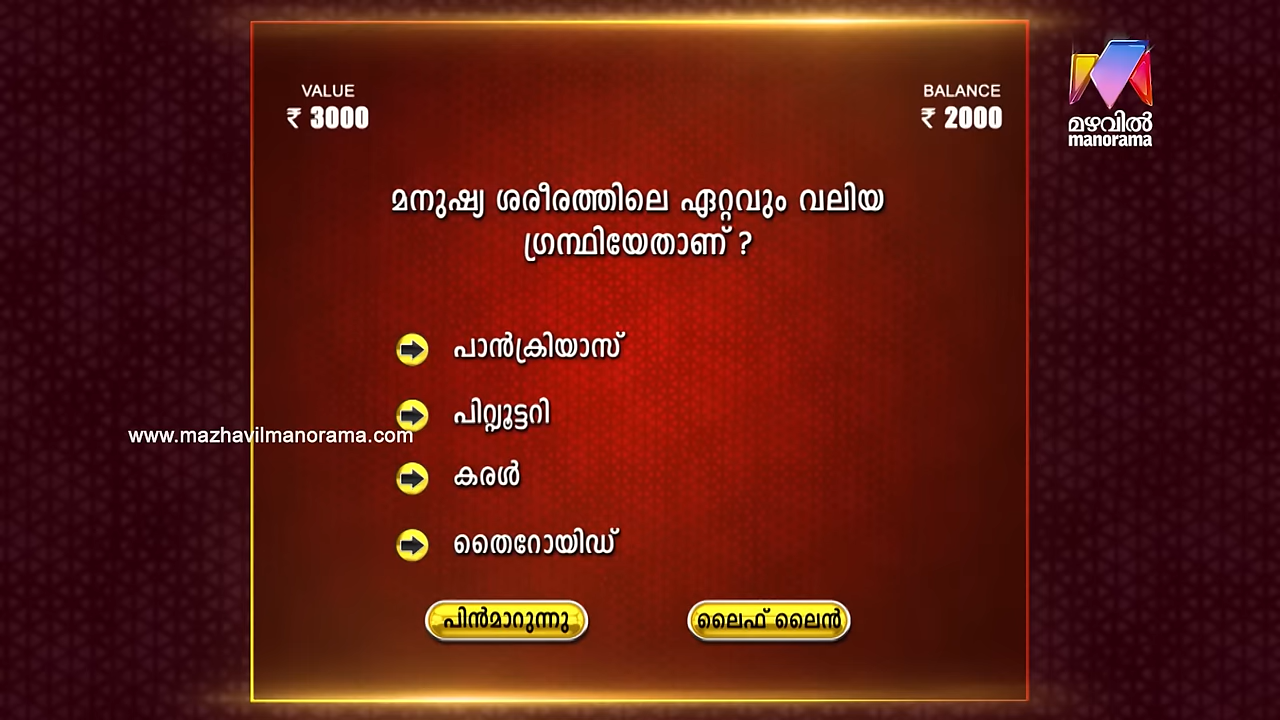 VALUE
₹ 3000
BALANCE
₹ 2000
മഴവിൽ
manorama
മനുഷ്യ ശരീരത്തിലെ ഏറ്റവും വലിയ
ഗ്രന്ഥിയേതാണ് ?
പാൻക്രിയാസ്
പിറ്റ്യൂട്ടറി
www.mazhavilmanorama.com
കരൾ
തൈറോയിഡ്
പിൻമാറുന്നു
ലൈഫ് ലൈൻ